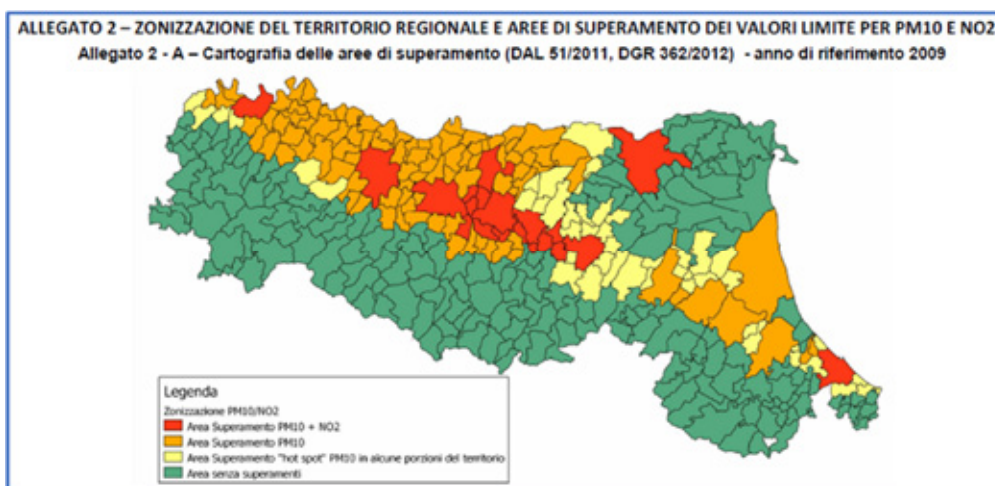 ALLEGATO 2 – ZONIZZAZIONE DEL TERRITORIO REGIONALE E AREE DI SUPERAMENTO DEI VALORI LIMITE PER PM10 E NO2
Allegato 2 - A – Cartografia delle aree di superamento (DAL 51/2011, DGR 362/2012) - anno di riferimento 2009
Legenda
Zonizzazione PM10/NO2
Area Superamento PM10 + NO2
Area Superamento PM10
Area Superamento "hot spot" PM10 in alcune porzioni del territorio
Area senza superamenti